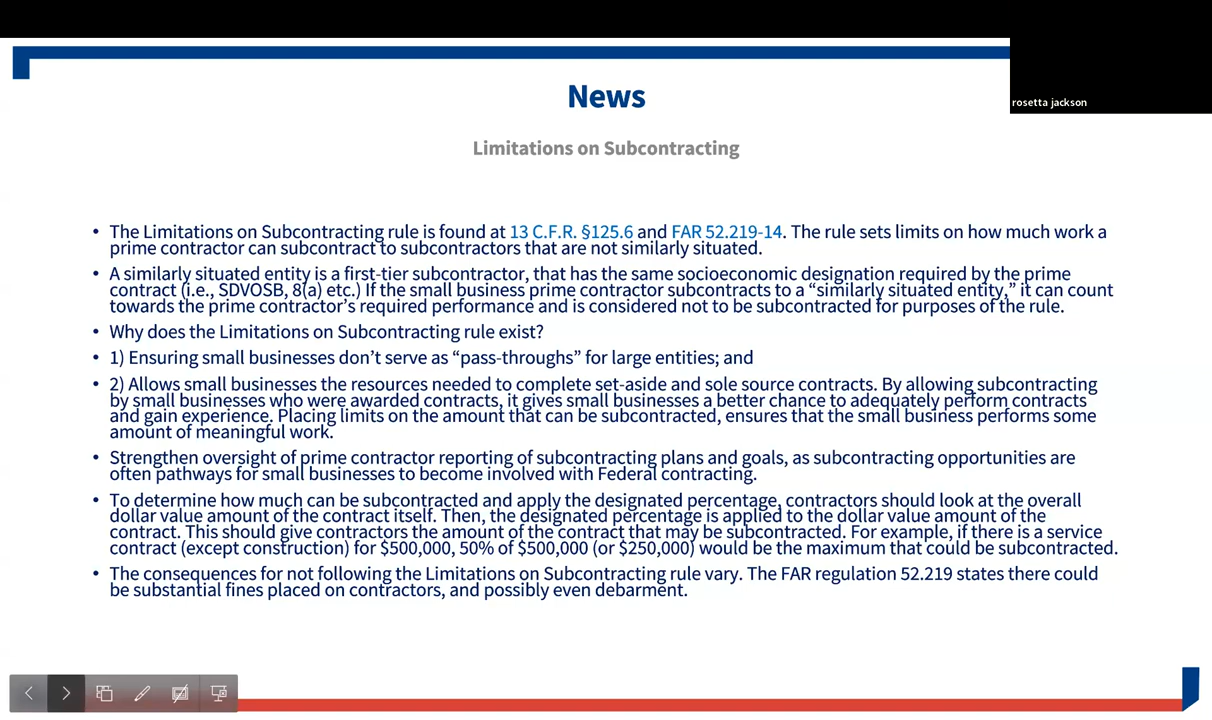 News
rosetta jackson
Limitations on Subcontracting
• The Limitations on Subcontracting rule is found at 13 C.F.R. §125.6 and FAR 52.219-14. The rule sets limits on how much work a
prime contractor can subcontract to subcontractors that are not similarly situated.
• A similarly situated entity is a first-tier subcontractor, that has the same socioeconomic designation required by the prime
contract (i.e., SDVOSB, 8(a) etc.) If the small business prime contractor subcontracts to a “similarly situated entity,” it can count
towards the prime contractor’s required performance and is considered not to be subcontracted for purposes of the rule.
• Why does the Limitations on Subcontracting rule exist?
• 1) Ensuring small businesses don’t serve as “pass-throughs” for large entities; and
• 2) Allows small businesses the resources needed to complete set-aside and sole source contracts. By allowing subcontracting
by small businesses who were awarded contracts, it gives small businesses a better chance to adequately perform contracts
and gain experience. Placing limits on the amount that can be subcontracted, ensures that the small business performs some
amount of meaningful work.
• Strengthen oversight of prime contractor reporting of subcontracting plans and goals, as subcontracting opportunities are
often pathways for small businesses to become involved with Federal contracting.
• To determine how much can be subcontracted and apply the designated percentage, contractors should look at the overall
dollar value amount of the contract itself. Then, the designated percentage is applied to the dollar value amount of the
contract. This should give contractors the amount of the contract that may be subcontracted. For example, if there is a service
contract (except construction) for $500,000, 50% of $500,000 (or $250,000) would be the maximum that could be subcontracted.
• The consequences for not following the Limitations on Subcontracting rule vary. The FAR regulation 52.219 states there could
be substantial fines placed on contractors, and possibly even debarment.